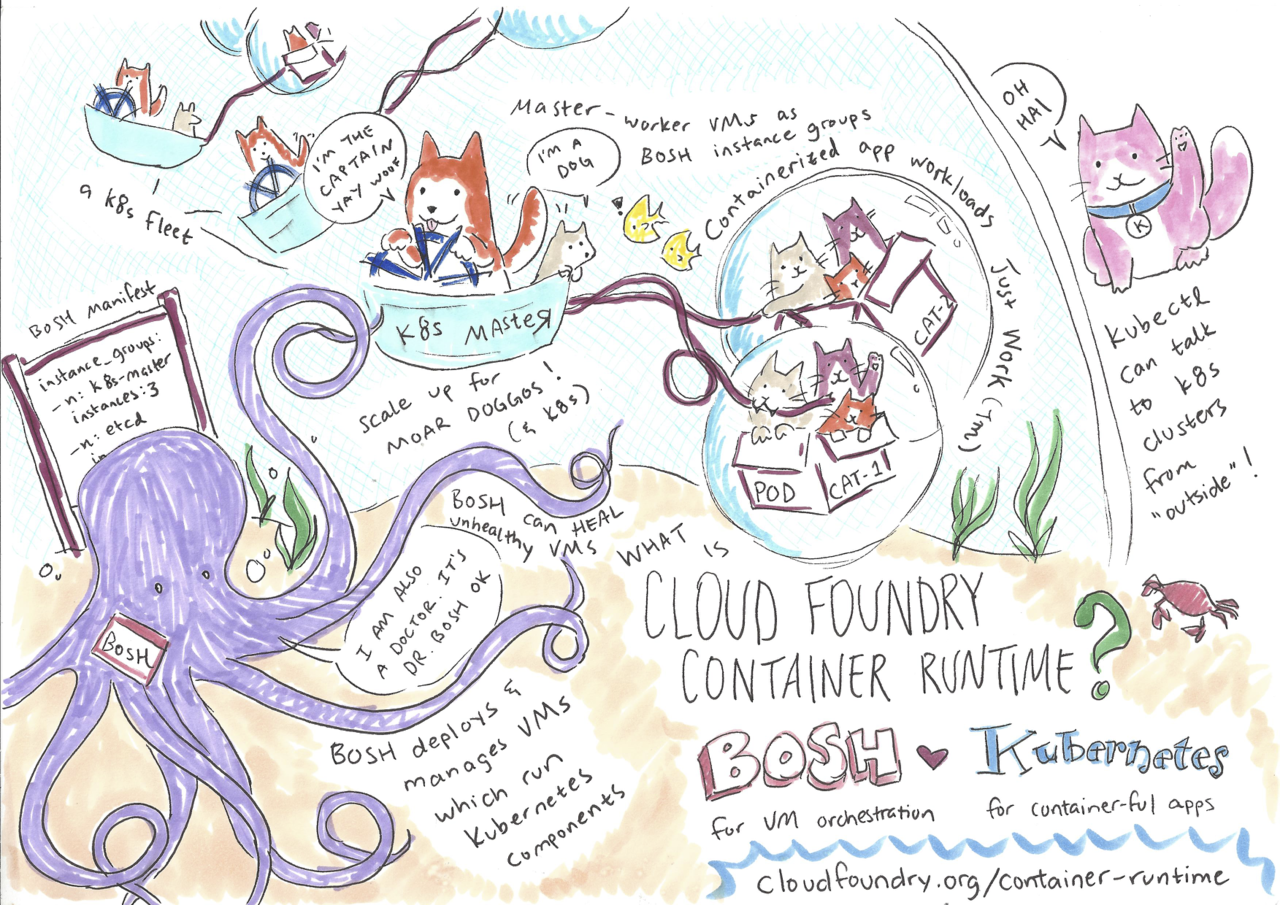 I'M THE
CAPTAIN
YAY WOOF
a k8s fleet
Master-worker VMs as
BOSH instance groups
I'M A
DOG
Containerized app workloads
Just Work(tm)
OH
HAI
K
kubectl
can talk
to k8s
clusters
from
"outside"!
K8s MAsteR
CAT-2
POD
CAT-1
BOSH manifest
instance_groups:
-n: k8s-master
instances:3
-n: etcd
in
scale up for
MOAR DOGGOS!
(& k8s)
BOSH can HEAL
unhealthy VMs
I AM ALSO
A DOCTOR. IT'S
DR. BOSH OK
BOSH
BOSH deploys &
manages VMs
which run
Kubernetes
components
WHAT
IS
CLOUD FOUNDRY
CONTAINER RUNTIME?
BOSH ♥ Kubernetes
for VM orchestration
for container-ful apps
cloudfoundry.org/container-runtime